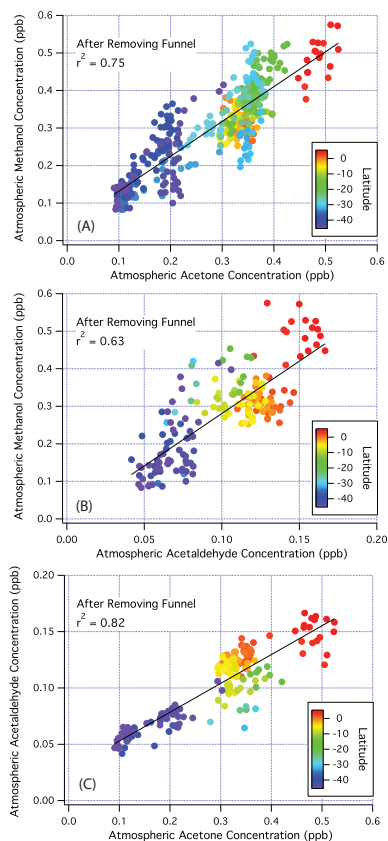 0.6
0.5
0.4
0.3
0.2
0.1
0.0
Atmospheric Methanol Concentration (ppb)
After Removing Funnel
r2 = 0.75
(A)
Latitude
0
-10
-20
-30
-40
0.0 0.1 0.2 0.3 0.4 0.5 0.6
Atmospheric Acetone Concentration (ppb)
0.6
0.5
0.4
0.3
0.2
0.1
0.0
Atmospheric Methanol Concentration (ppb)
After Removing Funnel
r2 = 0.63
(B)
Latitude
0
-10
-20
-30
-40
0.00 0.05 0.10 0.15 0.20
Atmospheric Acetaldehyde Concentration (ppb)
0.20
0.15
0.10
0.05
0.00
Atmospheric Acetaldehyde Concentration (ppb)
After Removing Funnel
r2 = 0.82
(C)
Latitude
0
-10
-20
-30
-40
0.0 0.1 0.2 0.3 0.4 0.5 0.6
Atmospheric Acetone Concentration (ppb)